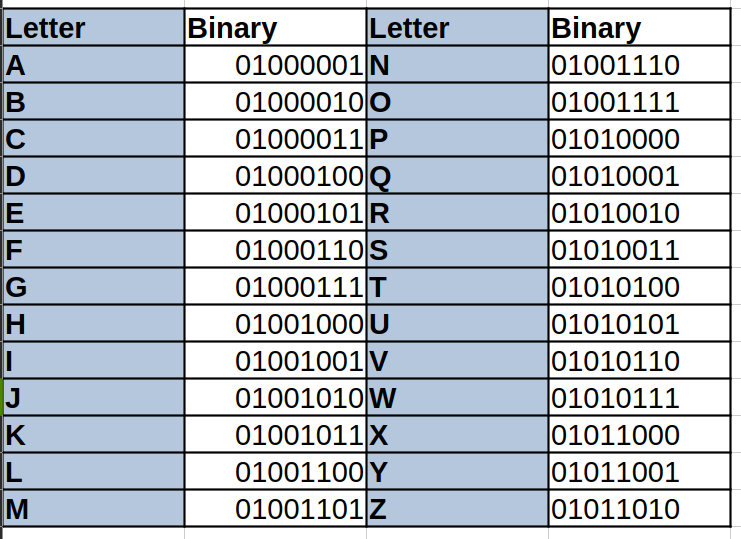 Letter Binary Letter Binary
A 01000001 N 01001110
B 01000010 O 01001111
C 01000011 P 01010000
D 01000100 Q 01010001
E 01000101 R 01010010
F 01000110 S 01010011
G 01000111 T 01010100
H 01001000 U 01010101
I 01001001 V 01010110
J 01001010 W 01010111
K 01001011 X 01011000
L 01001100 Y 01011001
M 01001101 Z 01011010